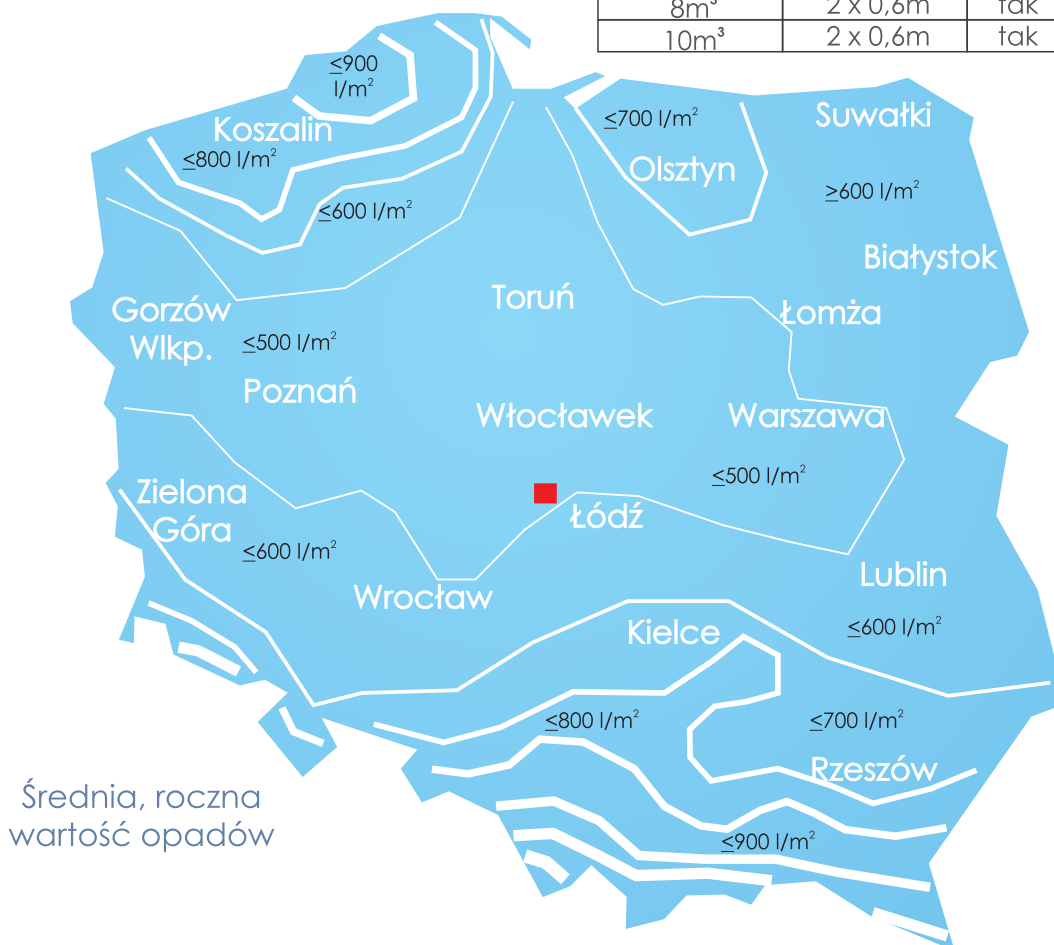 8m³ 2 x 0,6m tak
10m³ 2 x 0,6m tak
≤900
l/m²
Koszalin
≤800 l/m²
≤600 l/m²
≤700 l/m²
Olsztyn
Suwałki
≥600 l/m²
Białystok
Toruń
Łomża
Gorzów
Wlkp.
≤500 l/m²
Poznań
Włocławek
Warszawa
≤500 l/m²
Zielona
Góra
≤600 l/m²
Łódź
Wrocław
Lublin
≤600 l/m²
Kielce
≤800 l/m²
≤700 l/m²
Rzeszów
≤900 l/m²
Średnia, roczna
wartość opadów